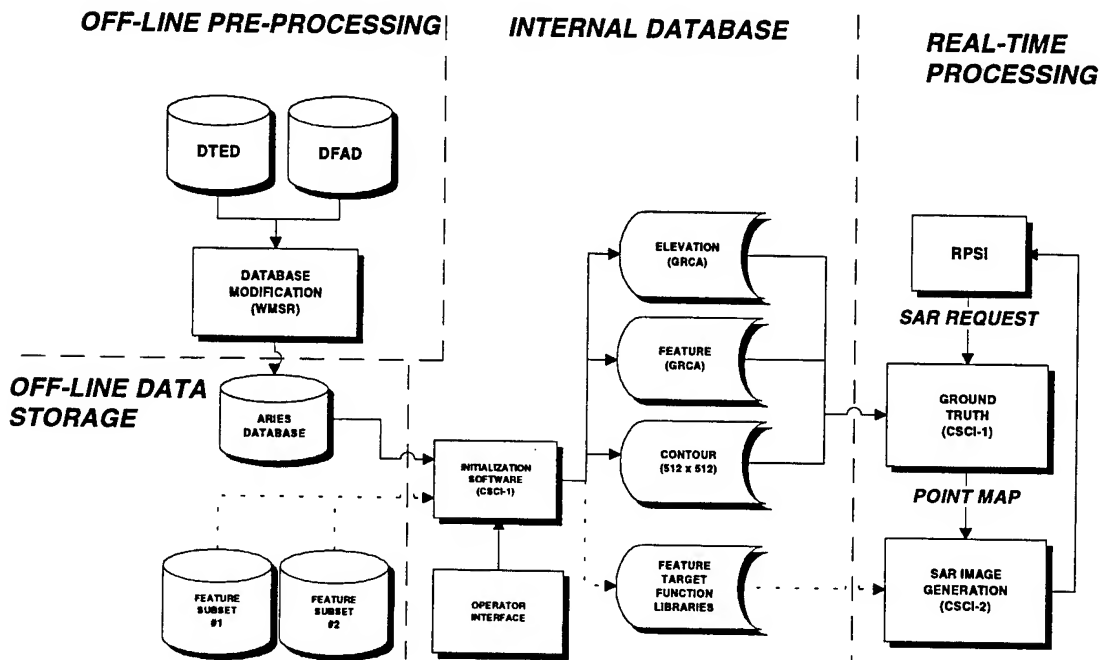 OFF-LINE PRE-PROCESSING
INTERNAL DATABASE
REAL-TIME
PROCESSING
DTED
DFAD
DATABASE
MODIFICATION
(WMSR)
OFF-LINE DATA
STORAGE
ARIES
DATABASE
FEATURE
SUBSET
#1
FEATURE
SUBSET
#2
INITIALIZATION
SOFTWARE
(CSCI-1)
OPERATOR
INTERFACE
ELEVATION
(GRCA)
FEATURE
(GRCA)
CONTOUR
(512 x 512)
FEATURE
TARGET
FUNCTION
LIBRARIES
RPSI
SAR REQUEST
GROUND
TRUTH
(CSCI-1)
POINT MAP
SAR IMAGE
GENERATION
(CSCI-2)